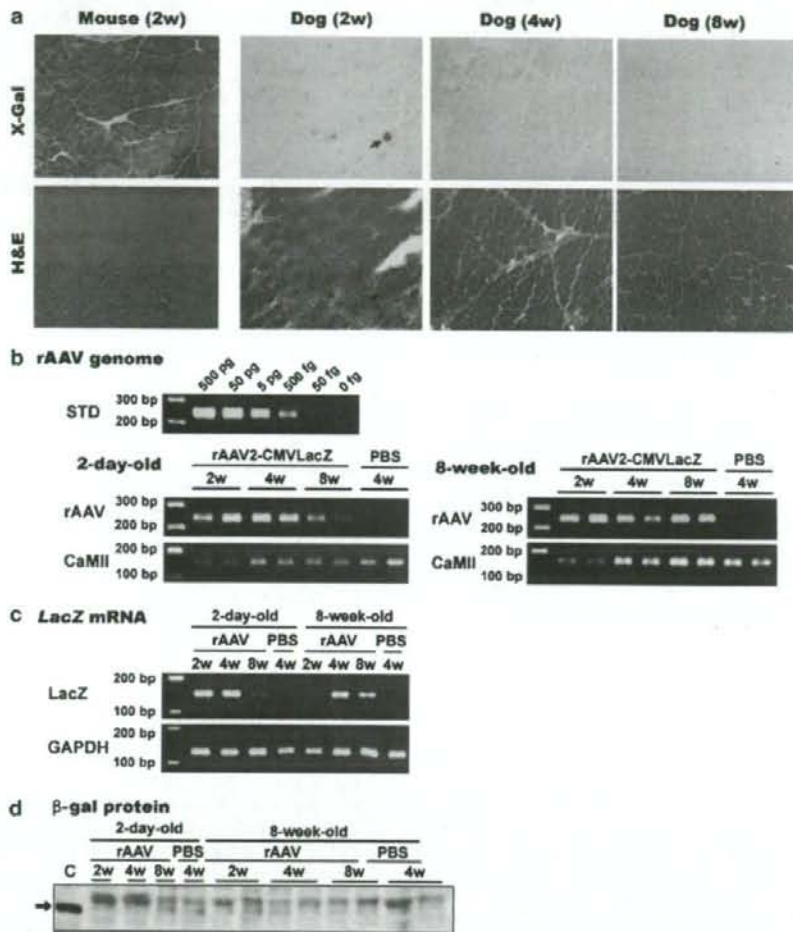 a
Mouse (2w) Dog (2w) Dog (4w) Dog (8w)
X-Gal
H&E
b rAAV genome
500 pg 50 pg 5 pg 500 fg 50 fg 0 fg
STD
300 bp
200 bp
2-day-old
rAAV2-CMVLacZ PBS
2w 4w 8w 4w
rAAV
300 bp
200 bp
CaMII
200 bp
100 bp
8-week-old
rAAV2-CMVLacZ PBS
2w 4w 8w 4w
rAAV
300 bp
200 bp
CaMII
200 bp
100 bp
c LacZ mRNA
2-day-old 8-week-old
rAAV PBS rAAV PBS
2w 4w 8w 4w 2w 4w 8w 4w
LacZ
200 bp
100 bp
GAPDH
200 bp
100 bp
d β-gal protein
2-day-old 8-week-old
rAAV PBS rAAV PBS
C 2w 4w 8w 4w 2w 4w 8w 4w